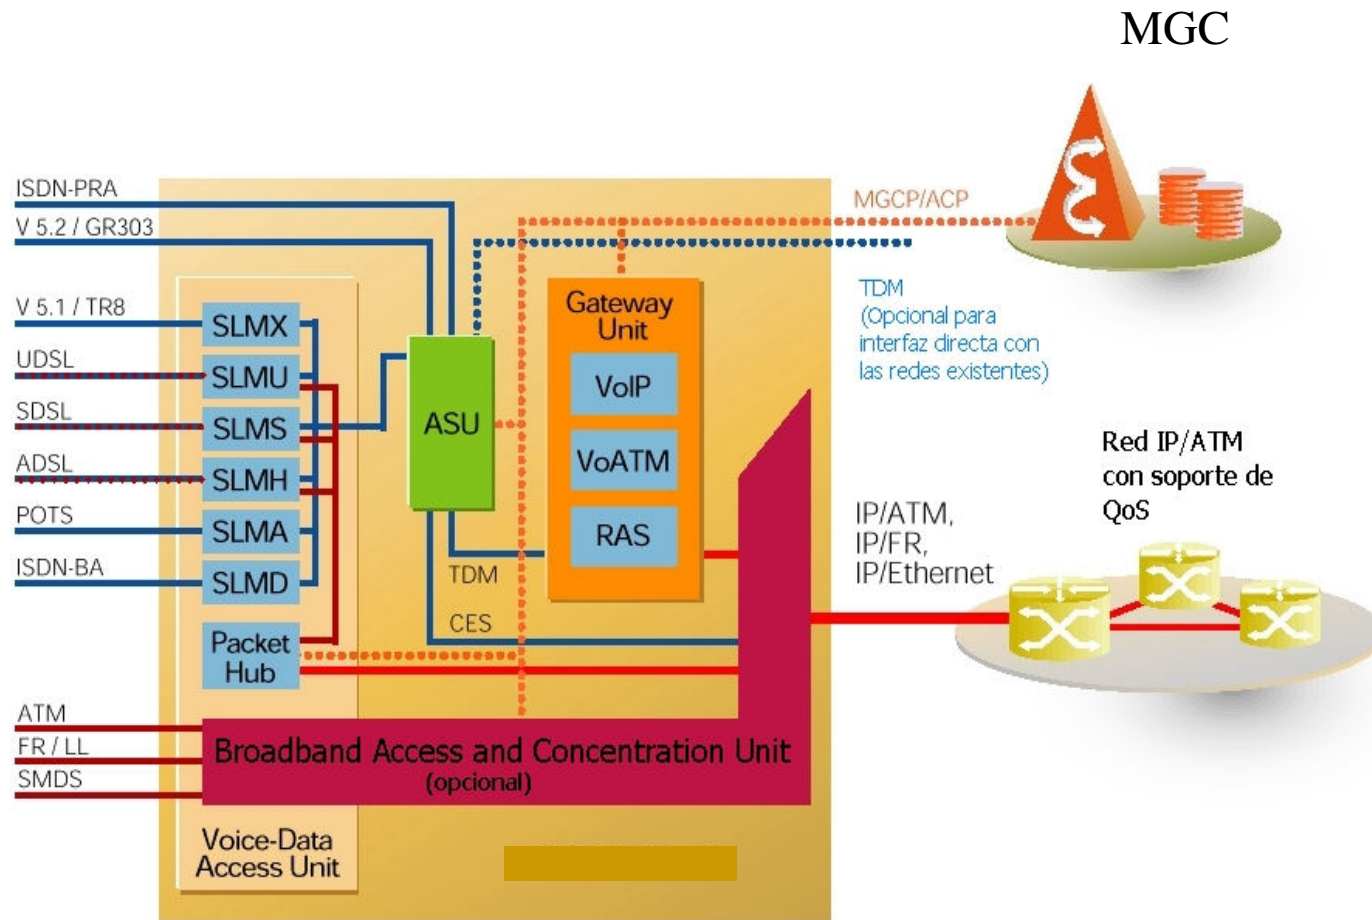 MGC
ISDN-PRA
V 5.2 / GR303
V 5.1 / TR8
UDSL
SDSL
ADSL
POTS
ISDN-BA
ATM
FR / LL
SMDS
SLMX
SLMU
SLMS
SLMH
SLMA
SLMD
Packet
Hub
Voice-Data
Access Unit
Broadband Access and Concentration Unit
(opcional)
ASU
TDM
CES
Gateway
Unit
VoIP
VoATM
RAS
MGCP/ACP
TDM
(Opcional para
interfaz directa con
las redes existentes)
IP/ATM,
IP/FR,
IP/Ethernet
Red IP/ATM
con soporte de
QoS